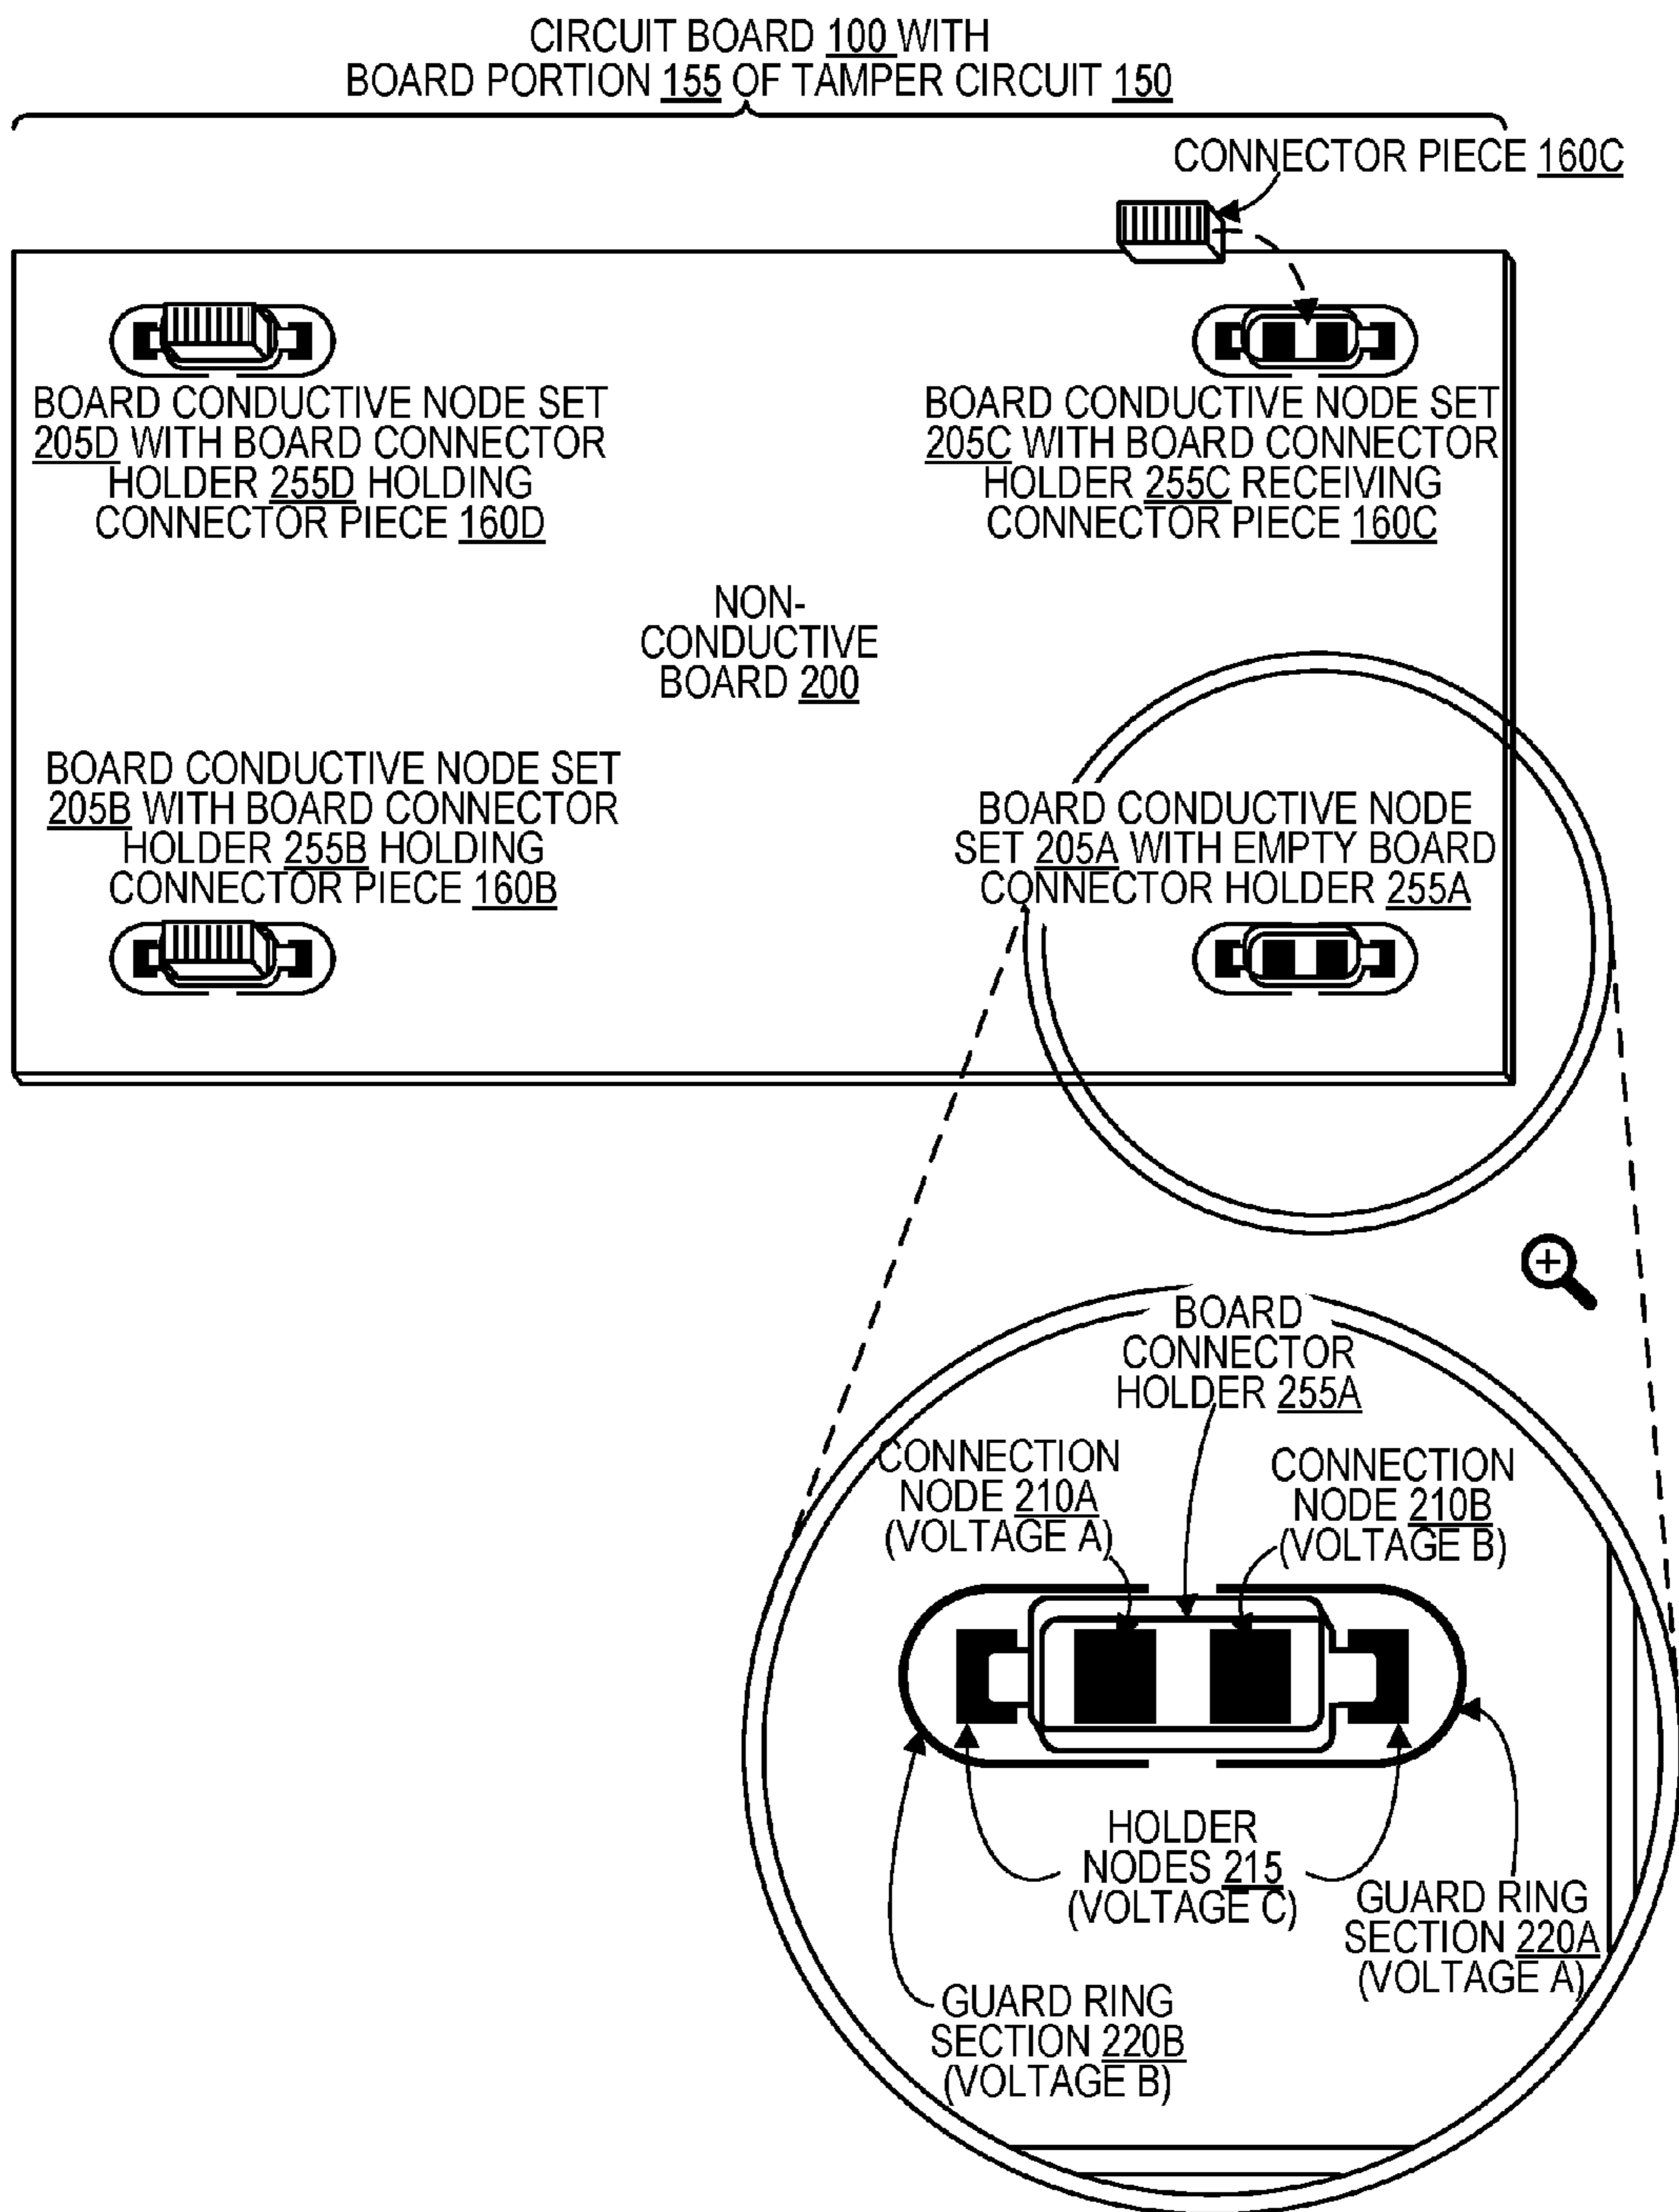 CIRCUIT BOARD 100 WITH
BOARD PORTION 155 OF TAMPER CIRCUIT 150
CONNECTOR PIECE 160C
BOARD CONDUCTIVE NODE SET
205D WITH BOARD CONNECTOR
HOLDER 255D HOLDING
CONNECTOR PIECE 160D
BOARD CONDUCTIVE NODE SET
205C WITH BOARD CONNECTOR
HOLDER 255C RECEIVING
CONNECTOR PIECE 160C
NON-
CONDUCTIVE
BOARD 200
BOARD CONDUCTIVE NODE SET
205B WITH BOARD CONNECTOR
HOLDER 255B HOLDING
CONNECTOR PIECE 160B
BOARD CONDUCTIVE NODE
SET 205A WITH EMPTY BOARD
CONNECTOR HOLDER 255A
BOARD
CONNECTOR
HOLDER 255A
CONNECTION
NODE 210A
(VOLTAGE A)
CONNECTION
NODE 210B
(VOLTAGE B)
HOLDER
NODES 215
(VOLTAGE C)
GUARD RING
SECTION 220A
(VOLTAGE A)
GUARD RING
SECTION 220B
(VOLTAGE B)